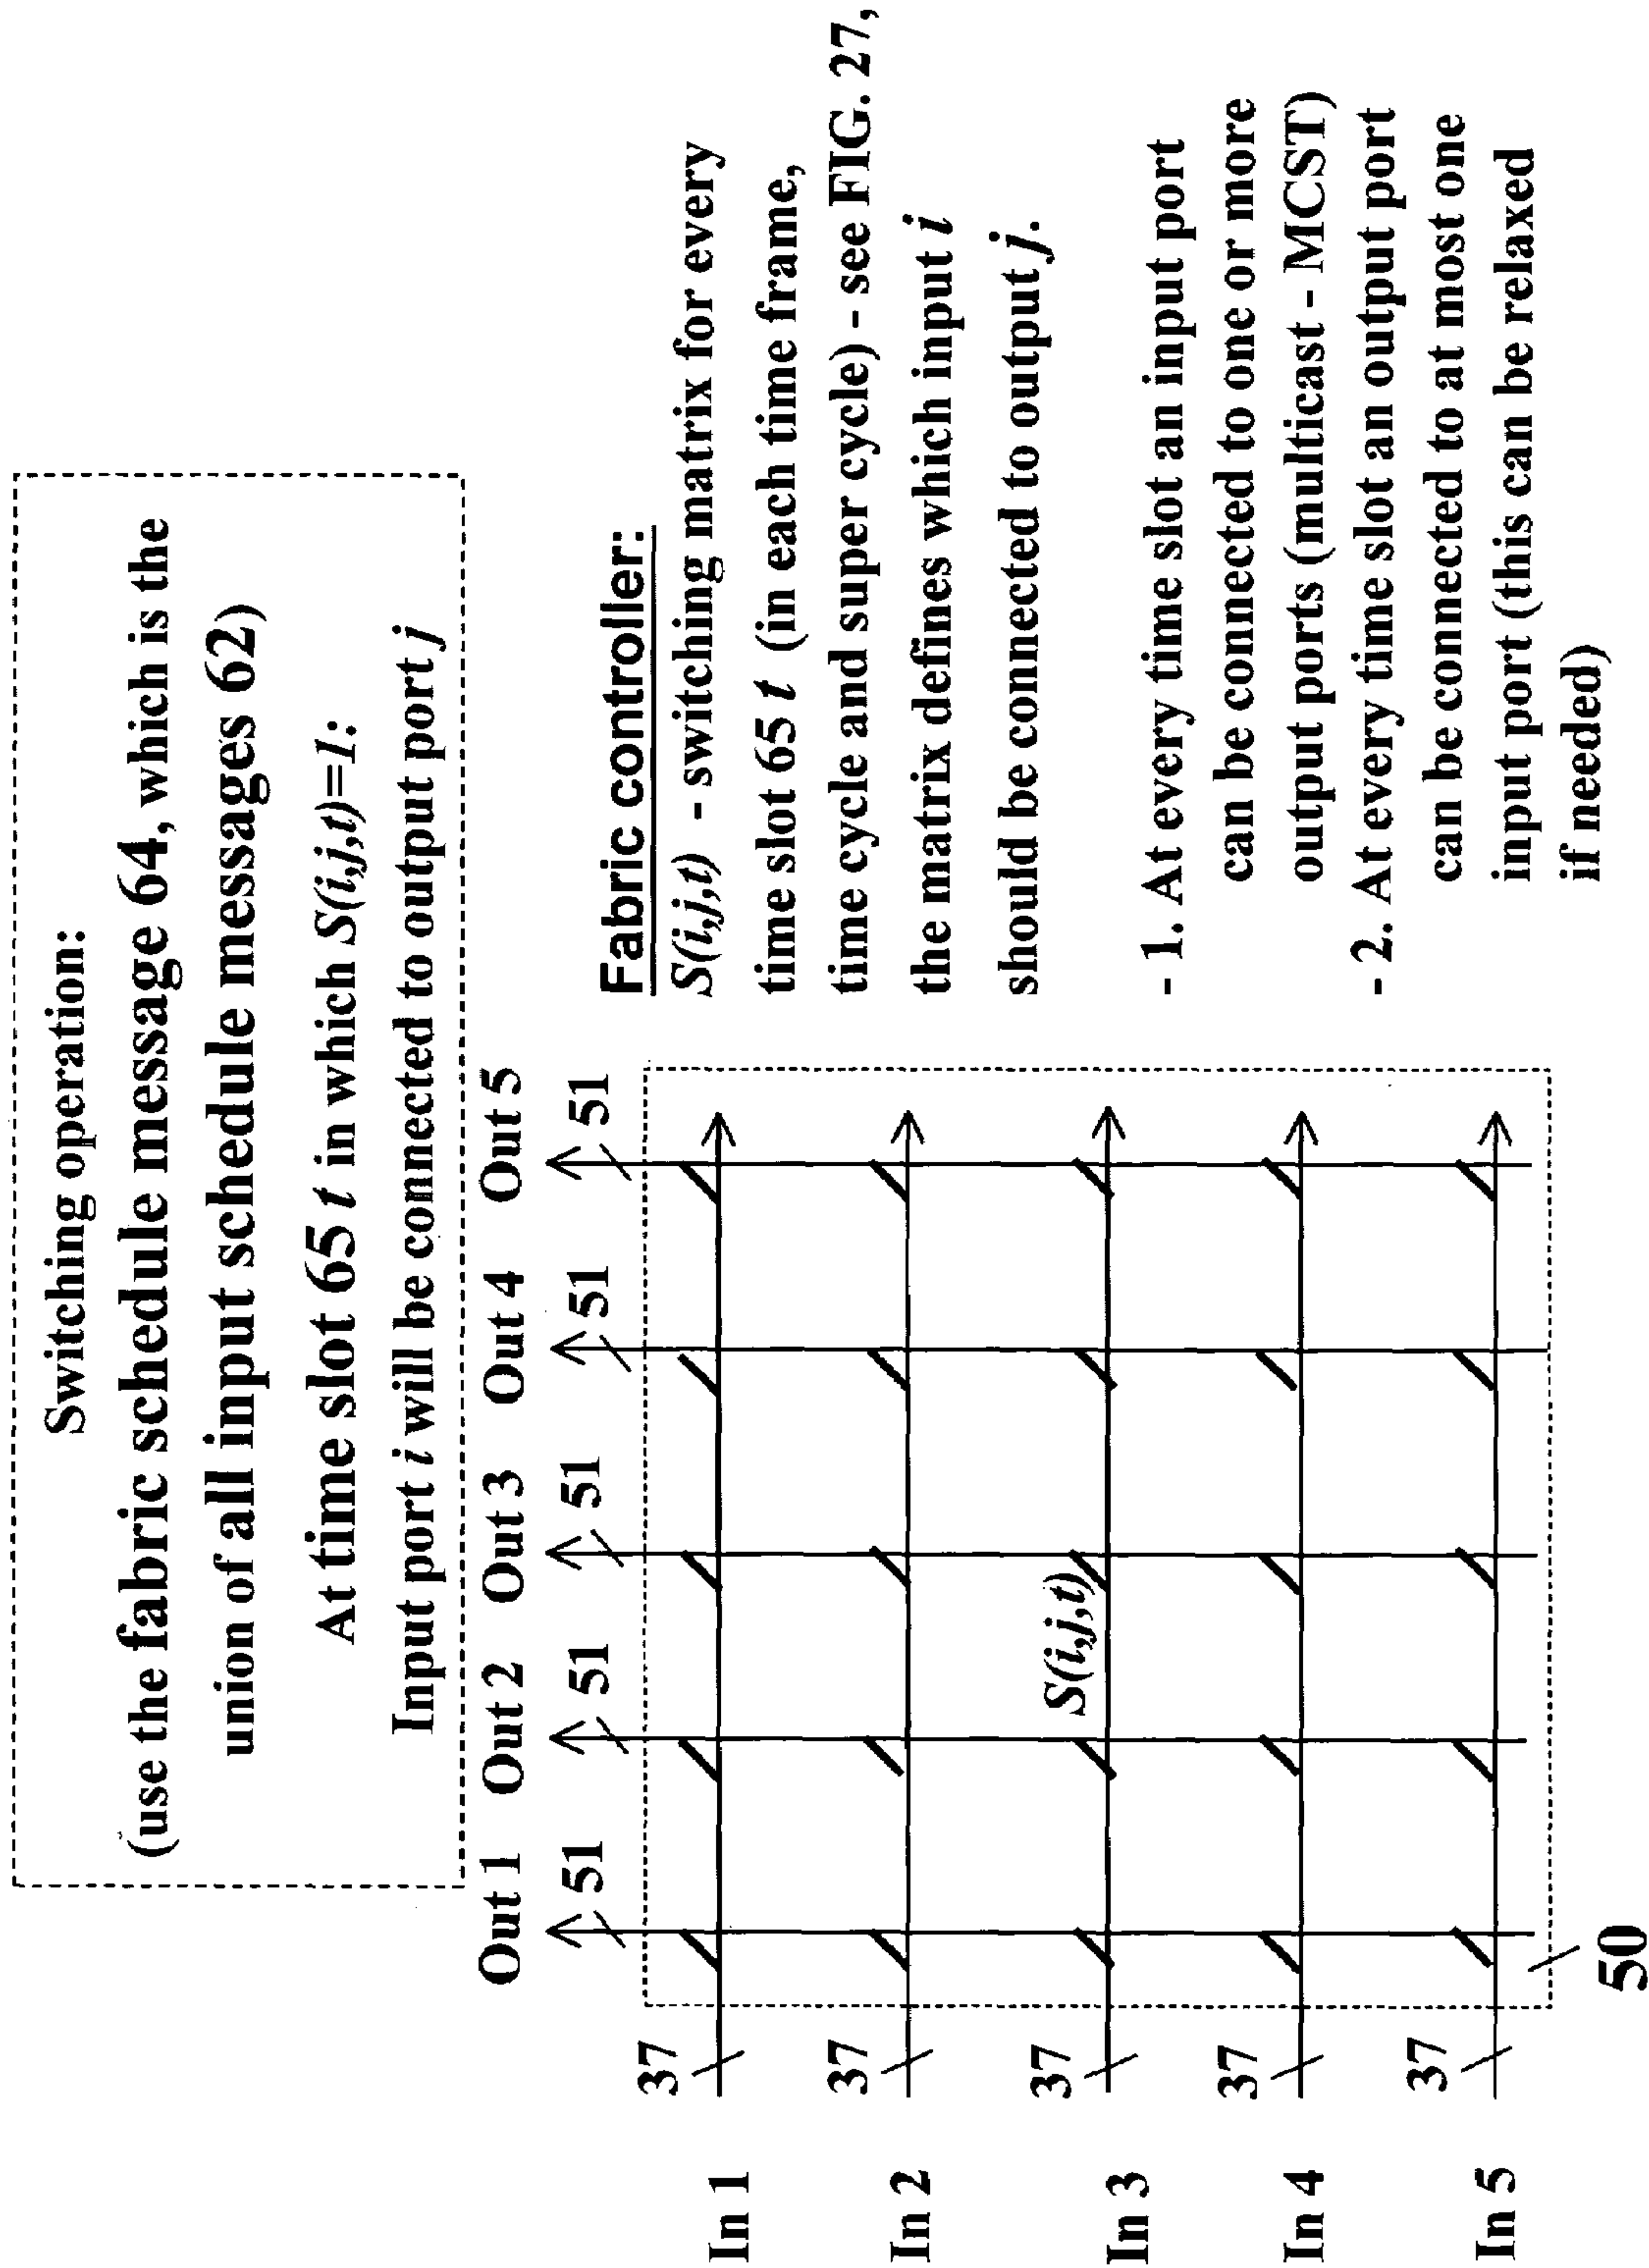 Switching operation:
(use the fabric schedule message 64, which is the
union of all input schedule messages 62)
At time slot 65 t in which S(i,j,t)=1:
Input port i will be connected to output port j
Out 1 Out 2 Out 3 Out 4 Out 5
51 51 51 51 51
37
In 1
37
In 2
S(i,j,t)
37
In 3
37
In 4
37
In 5
50
Fabric controller:
S(i,j,t) - switching matrix for every
time slot 65 t (in each time frame,
time cycle and super cycle) - see FIG. 27,
the matrix defines which input i
should be connected to output j.
- 1. At every time slot an input port
can be connected to one or more
output ports (multicast - MCST)
- 2. At every time slot an output port
can be connected to at most one
input port (this can be relaxed
if needed)